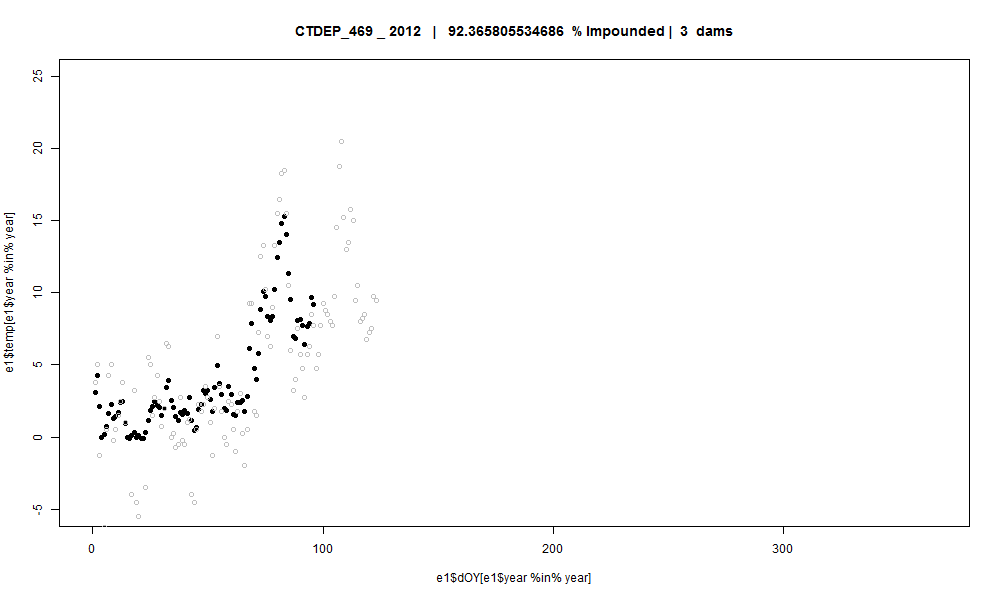 CTDEP_469 _ 2012 | 92.365805534686 % Impounded | 3 dams
25
20
15
10
5
0
-5
e1$temp[e1$year %in% year]
0 100 200 300
e1$dOY[e1$year %in% year]